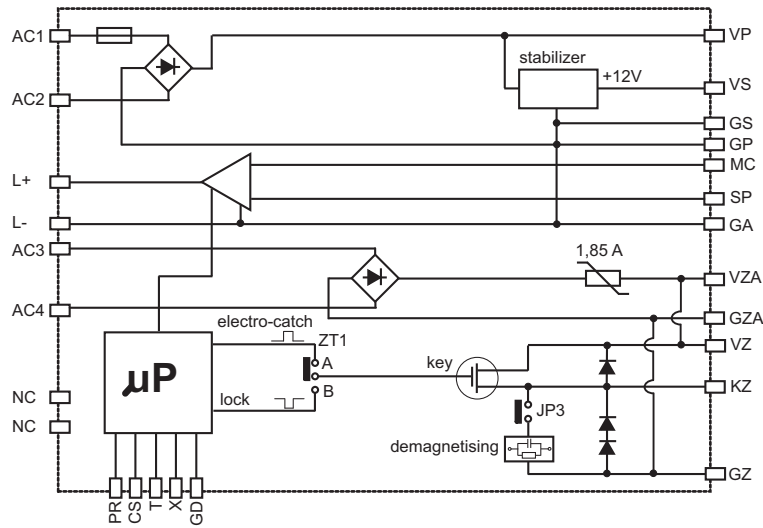 AC1
VP
stabilizer
+12V
VS
AC2
GS
GP
MC
L+
SP
L-
GA
AC3
1,85 A
VZA
AC4
GZA
electro-catch
ZT1
VZ
µP
A
key
KZ
B
NC
lock
JP3
NC
demagnetising
GZ
PR
CS
T
X
GD